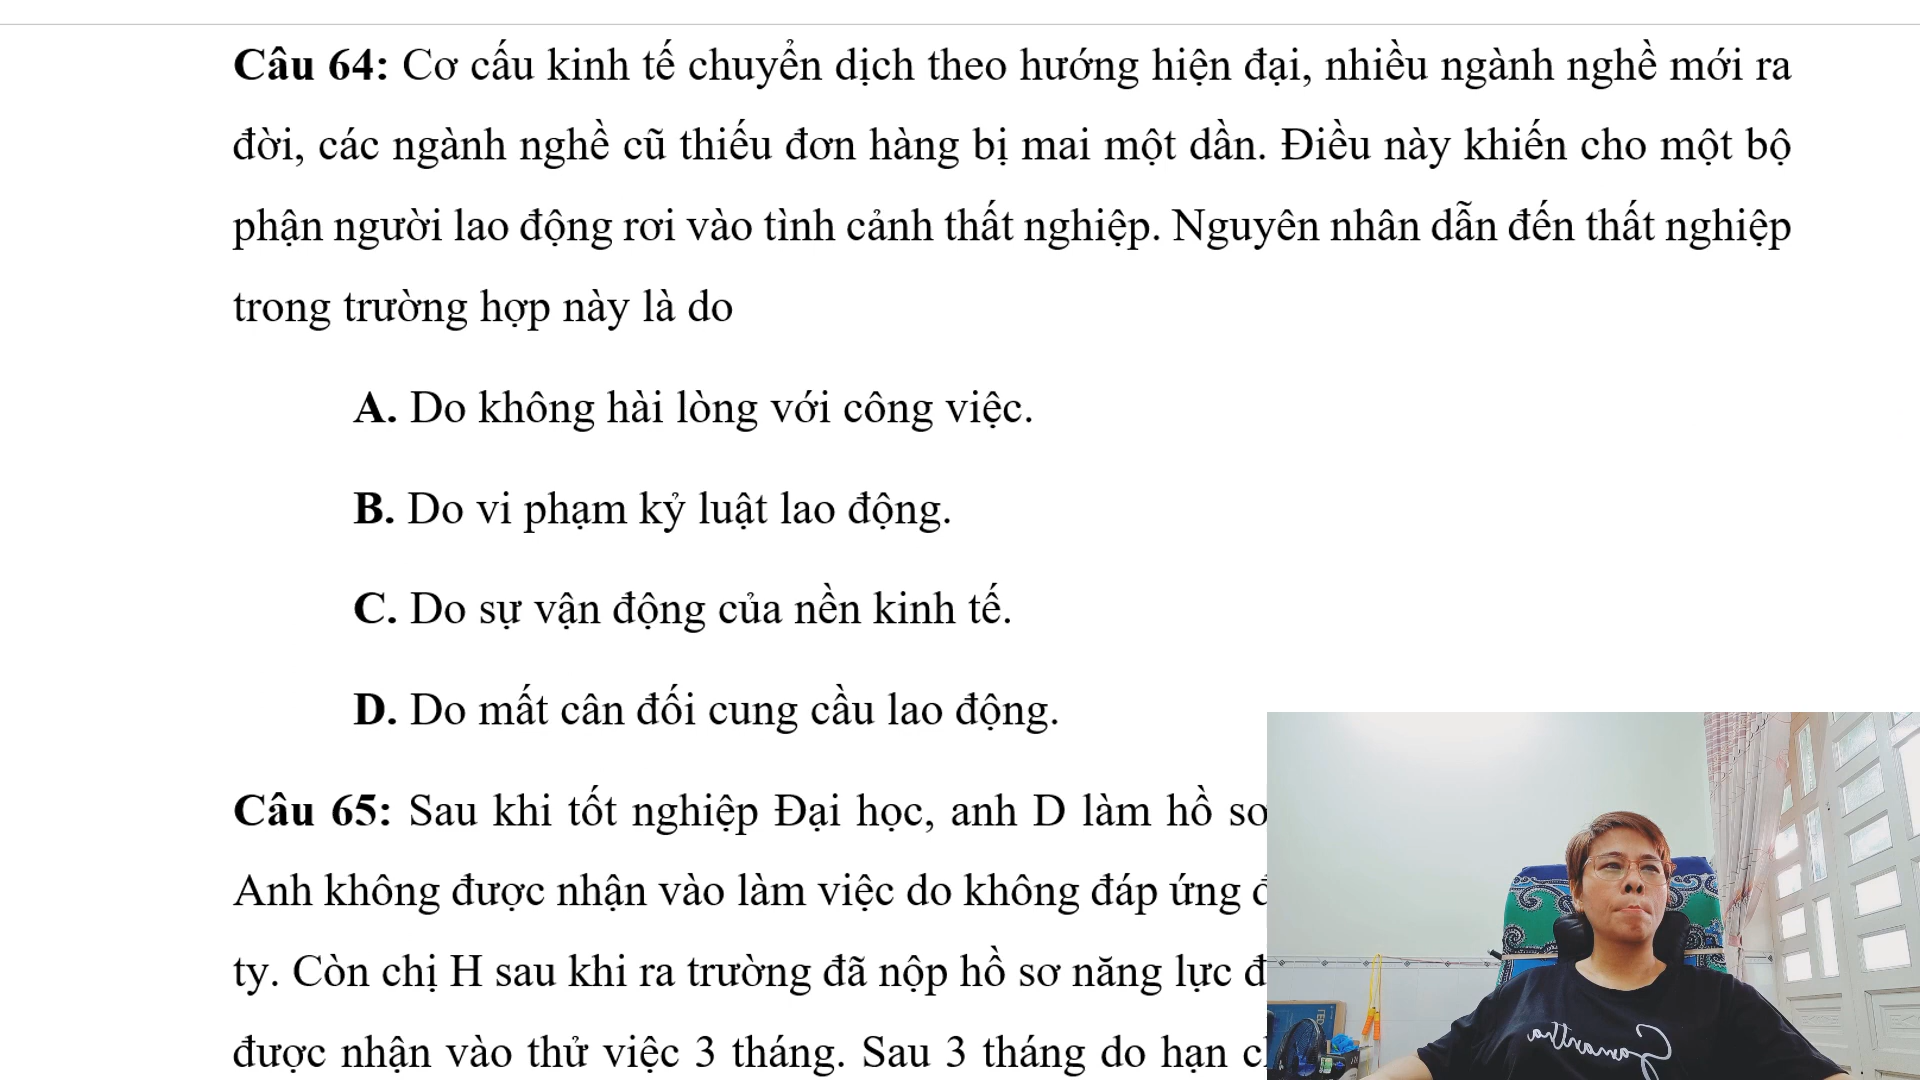 Câu 64: Cơ cấu kinh tế chuyển dịch theo hướng hiện đại, nhiều ngành nghề mới ra
đời, các ngành nghề cũ thiếu đơn hàng bị mai một dần. Điều này khiến cho một bộ
phận người lao động rơi vào tình cảnh thất nghiệp. Nguyên nhân dẫn đến thất nghiệp
trong trường hợp này là do
A. Do không hài lòng với công việc.
B. Do vi phạm kỷ luật lao động.
C. Do sự vận động của nền kinh tế.
D. Do mất cân đối cung cầu lao động.
Câu 65: Sau khi tốt nghiệp Đại học, anh D làm hồ sơ
Anh không được nhận vào làm việc do không đáp ứng
ty. Còn chị H sau khi ra trường đã nộp hồ sơ năng lực
được nhận vào thử việc 3 tháng. Sau 3 tháng do hạn
Samantha